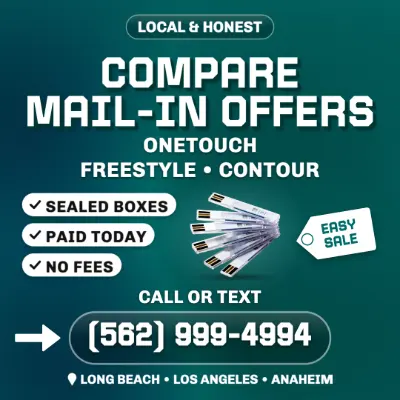 LOCAL & HONEST
COMPARE
MAIL-IN OFFERS
ONETOUCH
FREESTYLE • CONTOUR
SEALED BOXES
PAID TODAY
NO FEES
EASY
SALE
CALL OR TEXT
(562) 999-4994
LONG BEACH • LOS ANGELES • ANAHEIM